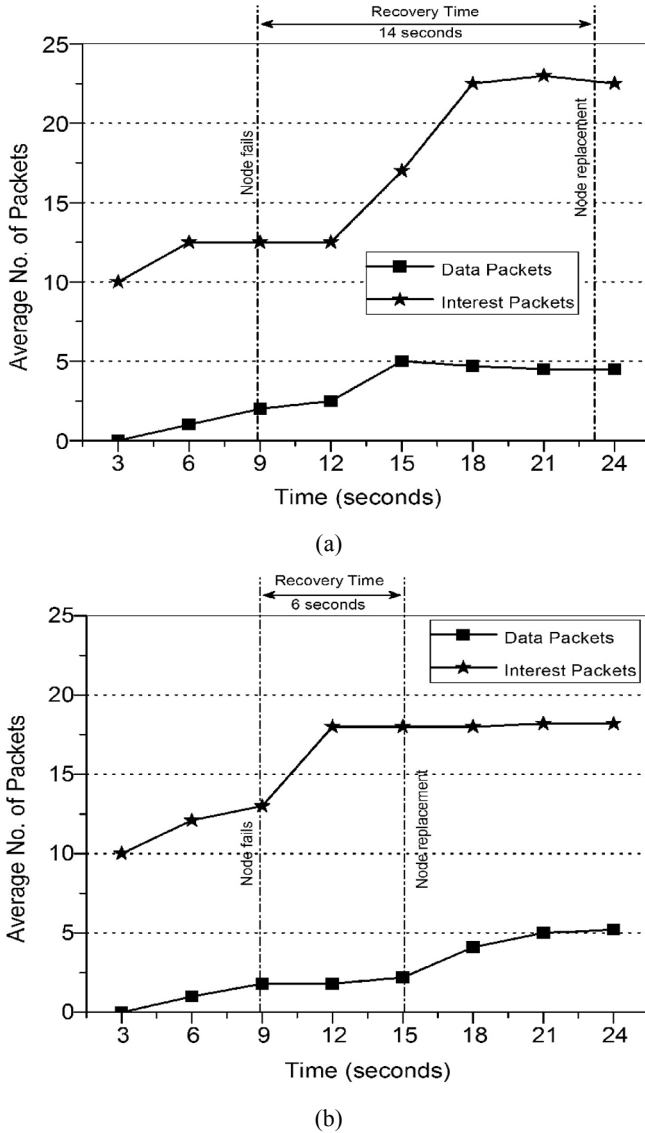 Recovery Time
14 seconds
25
20
15
10
5
0
Average No. of Packets
Node fails
Node replacement
Data Packets
Interest Packets
3 6 9 12 15 18 21 24
Time (seconds)
(a)
Recovery Time
6 seconds
25
20
15
10
5
0
Average No. of Packets
Data Packets
Interest Packets
Node fails
Node replacement
3 6 9 12 15 18 21 24
Time (seconds)
(b)